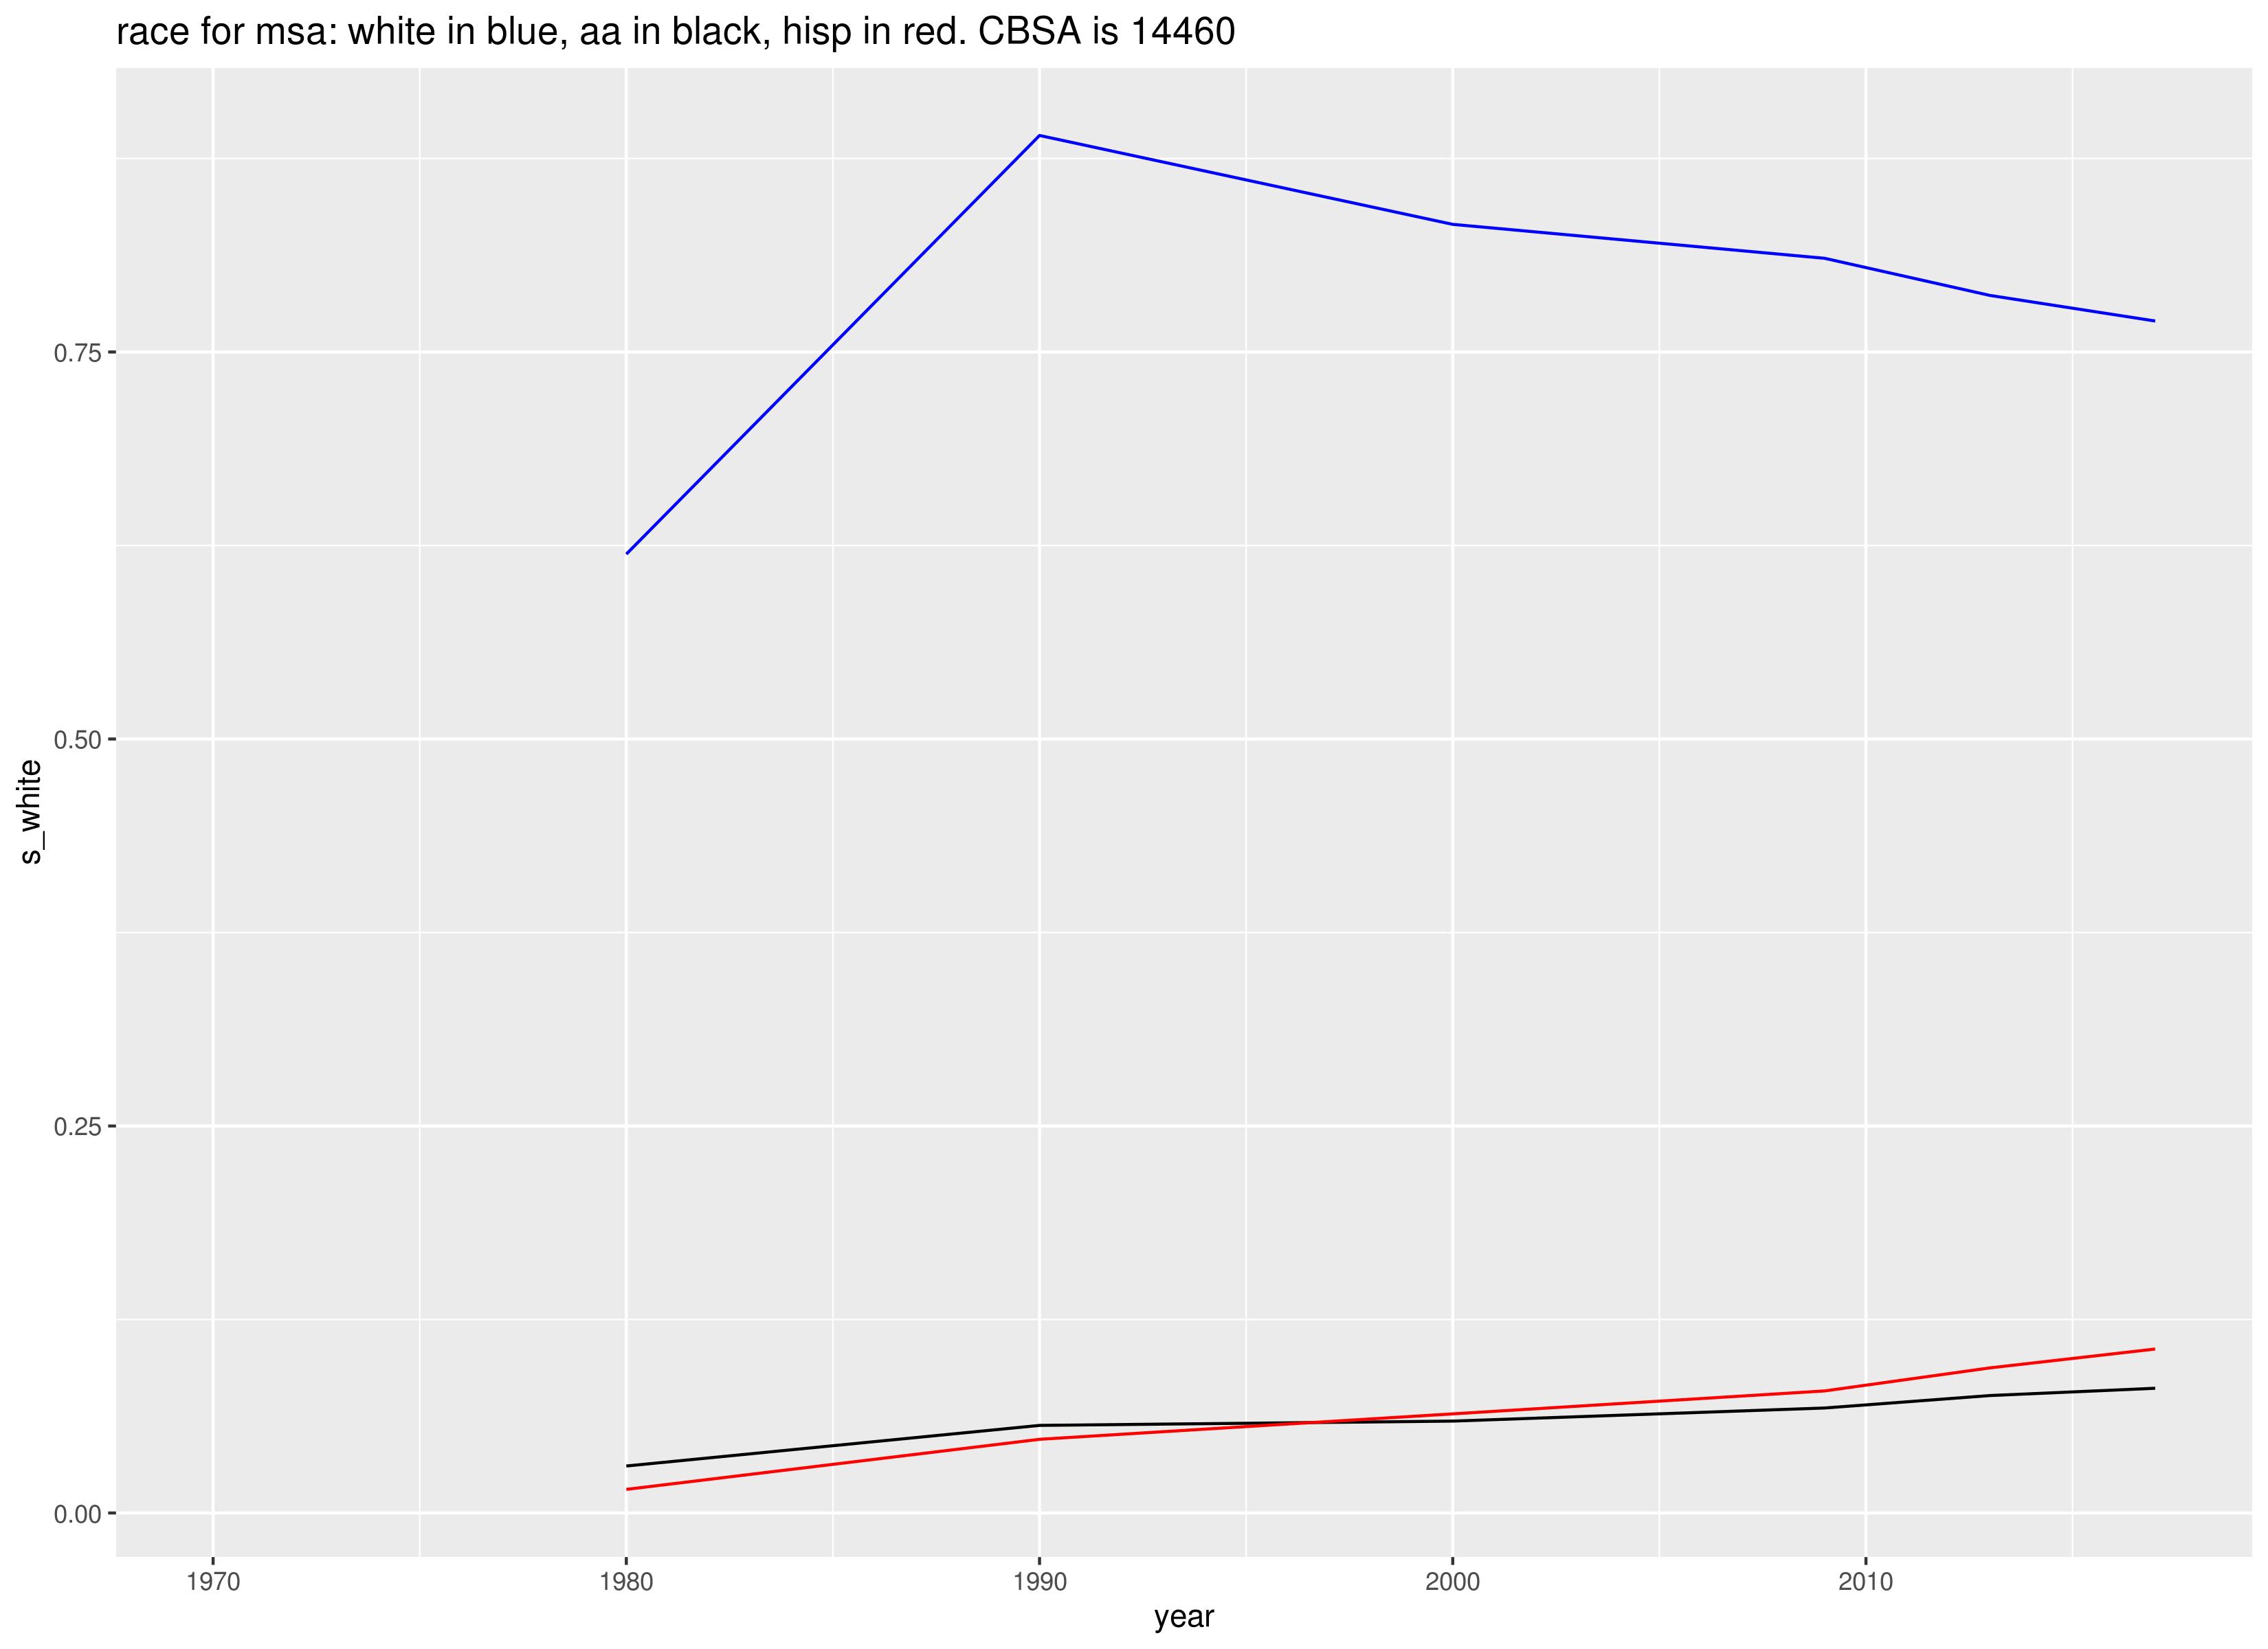 race for msa: white in blue, aa in black, hisp in red. CBSA is 14460
s_white
0.75
0.50
0.25
0.00
1970 1980 1990 2000 2010
year